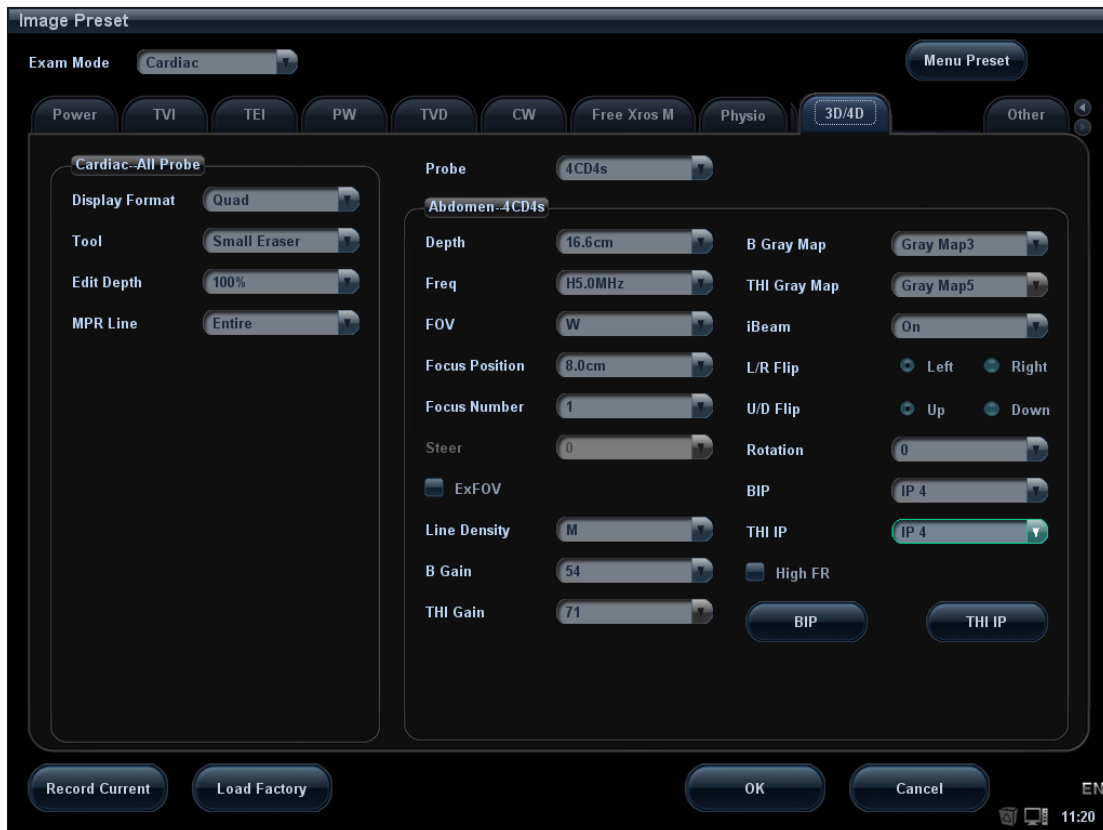 Image Preset
Exam Mode Cardiac Menu Preset
Power TVI TEI PW TVD CW Free Xros M Physio 3D/4D Other
Cardiac--All Probe
Display Format Quad
Tool Small Eraser
Edit Depth 100%
MPR Line Entire
Probe 4CD4s
Abdomen--4CD4s
Depth 16.6cm
Freq H5.0MHz
FOV W
Focus Position 8.0cm
Focus Number 1
Steer 0
ExFOV
Line Density M
B Gain 54
THI Gain 71
B Gray Map Gray Map3
THI Gray Map Gray Map5
iBeam On
L/R Flip Left Right
U/D Flip Up Down
Rotation 0
BIP IP 4
THI IP IP 4
High FR
BIP THI IP
Record Current Load Factory OK Cancel EN
11:20